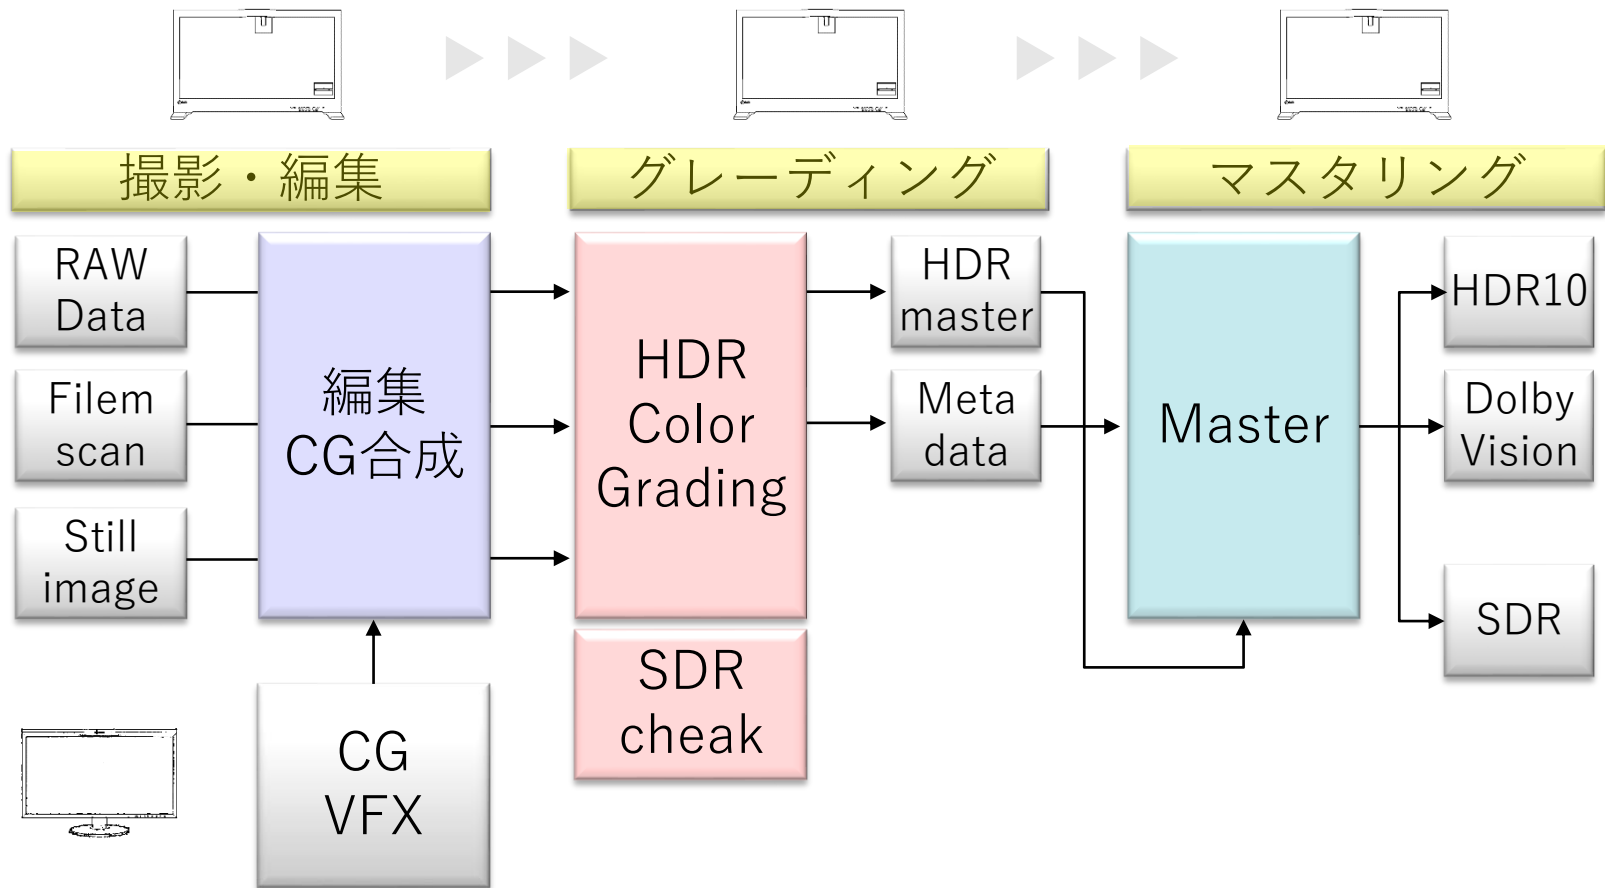 撮影・編集
グレーディング
マスタリング
RAW
Data
Filem
scan
Still
image
編集
CG合成
CG
VFX
HDR
Color
Grading
SDR
cheak
HDR
master
Meta
data
Master
HDR10
Dolby
Vision
SDR